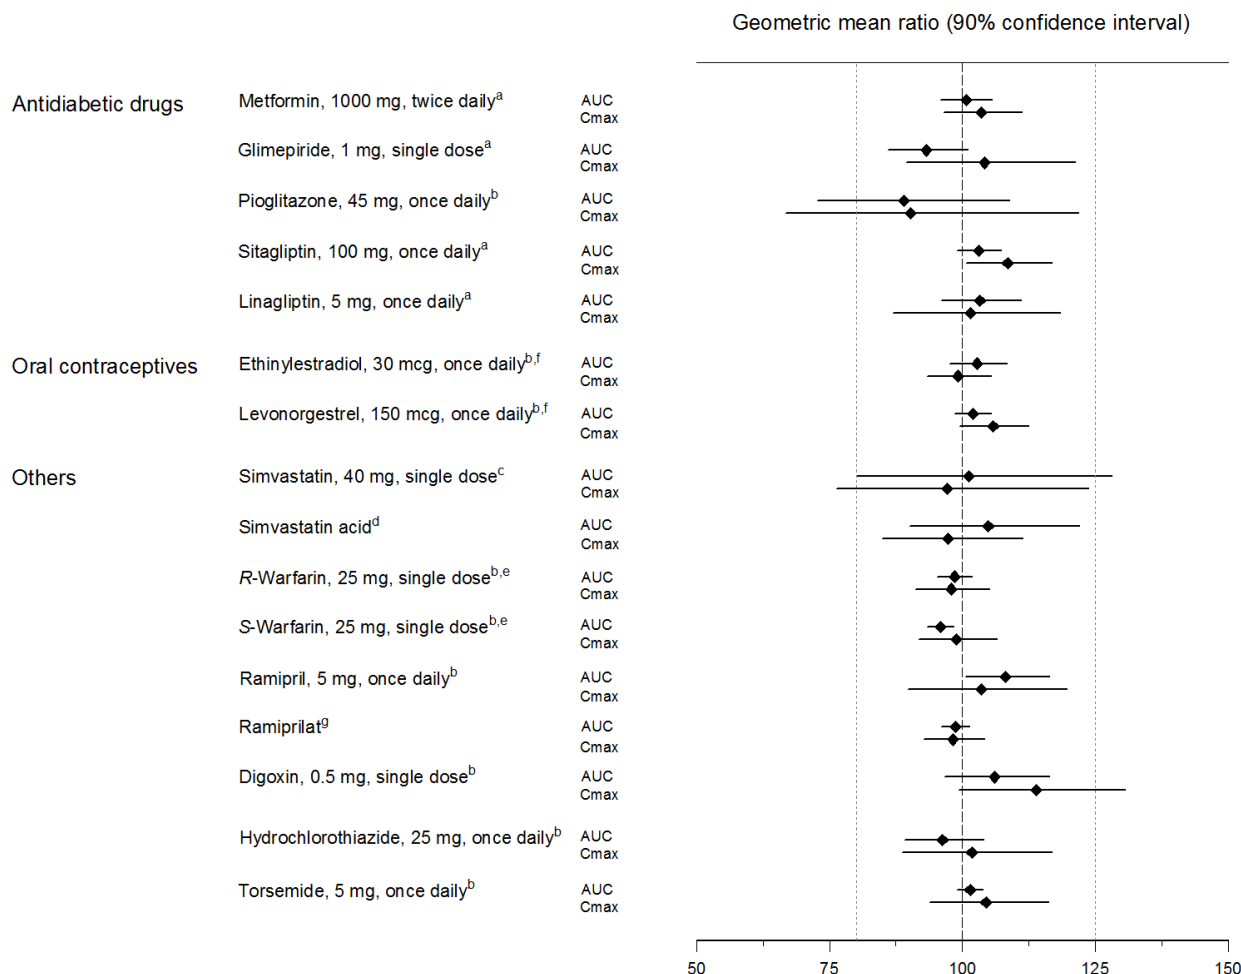 Geometric mean ratio (90% confidence interval)
Antidiabetic drugs
Metformin, 1000 mg, twice daily^a AUC
Cmax
Glimepiride, 1 mg, single dose^a AUC
Cmax
Pioglitazone, 45 mg, once daily^b AUC
Cmax
Sitagliptin, 100 mg, once daily^a AUC
Cmax
Linagliptin, 5 mg, once daily^a AUC
Cmax
Oral contraceptives
Ethinylestradiol, 30 mcg, once daily^b,f AUC
Cmax
Levonorgestrel, 150 mcg, once daily^b,f AUC
Cmax
Others
Simvastatin, 40 mg, single dose^c AUC
Cmax
Simvastatin acid^d AUC
Cmax
R-Warfarin, 25 mg, single dose^b,e AUC
Cmax
S-Warfarin, 25 mg, single dose^b,e AUC
Cmax
Ramipril, 5 mg, once daily^b AUC
Cmax
Ramiprilat^g AUC
Cmax
Digoxin, 0.5 mg, single dose^b AUC
Cmax
Hydrochlorothiazide, 25 mg, once daily^b AUC
Cmax
Torsemide, 5 mg, once daily^b AUC
Cmax
50 75 100 125 150